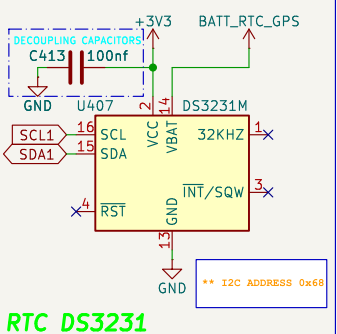 +3V3
BATT_RTC_GPS
DECOUPLING CAPACITORS
C413 100nf
GND
U407
DS3231M
2
14
VCC
VBAT
SCL1
16
SCL
32KHZ
1
SDA1
15
SDA
INT/SQW
3
4
RST
GND
13
GND
** I2C ADDRESS 0x68
RTC DS3231